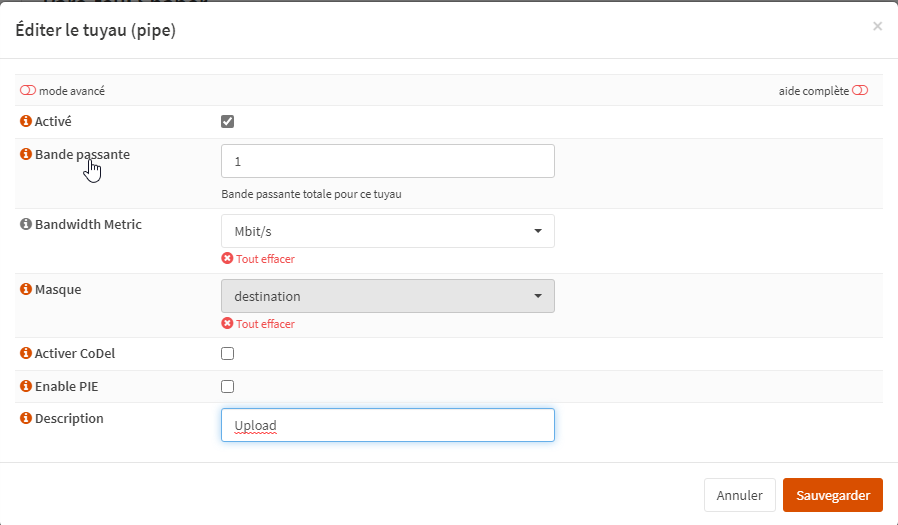 Éditer le tuyau (pipe)
×
mode avancé
aide complète
Activé
Bande passante
1
Bande passante totale pour ce tuyau
Bandwidth Metric
Mbit/s
Tout effacer
Masque
destination
Tout effacer
Activer CoDel
Enable PIE
Description
Upload
Annuler
Sauvegarder